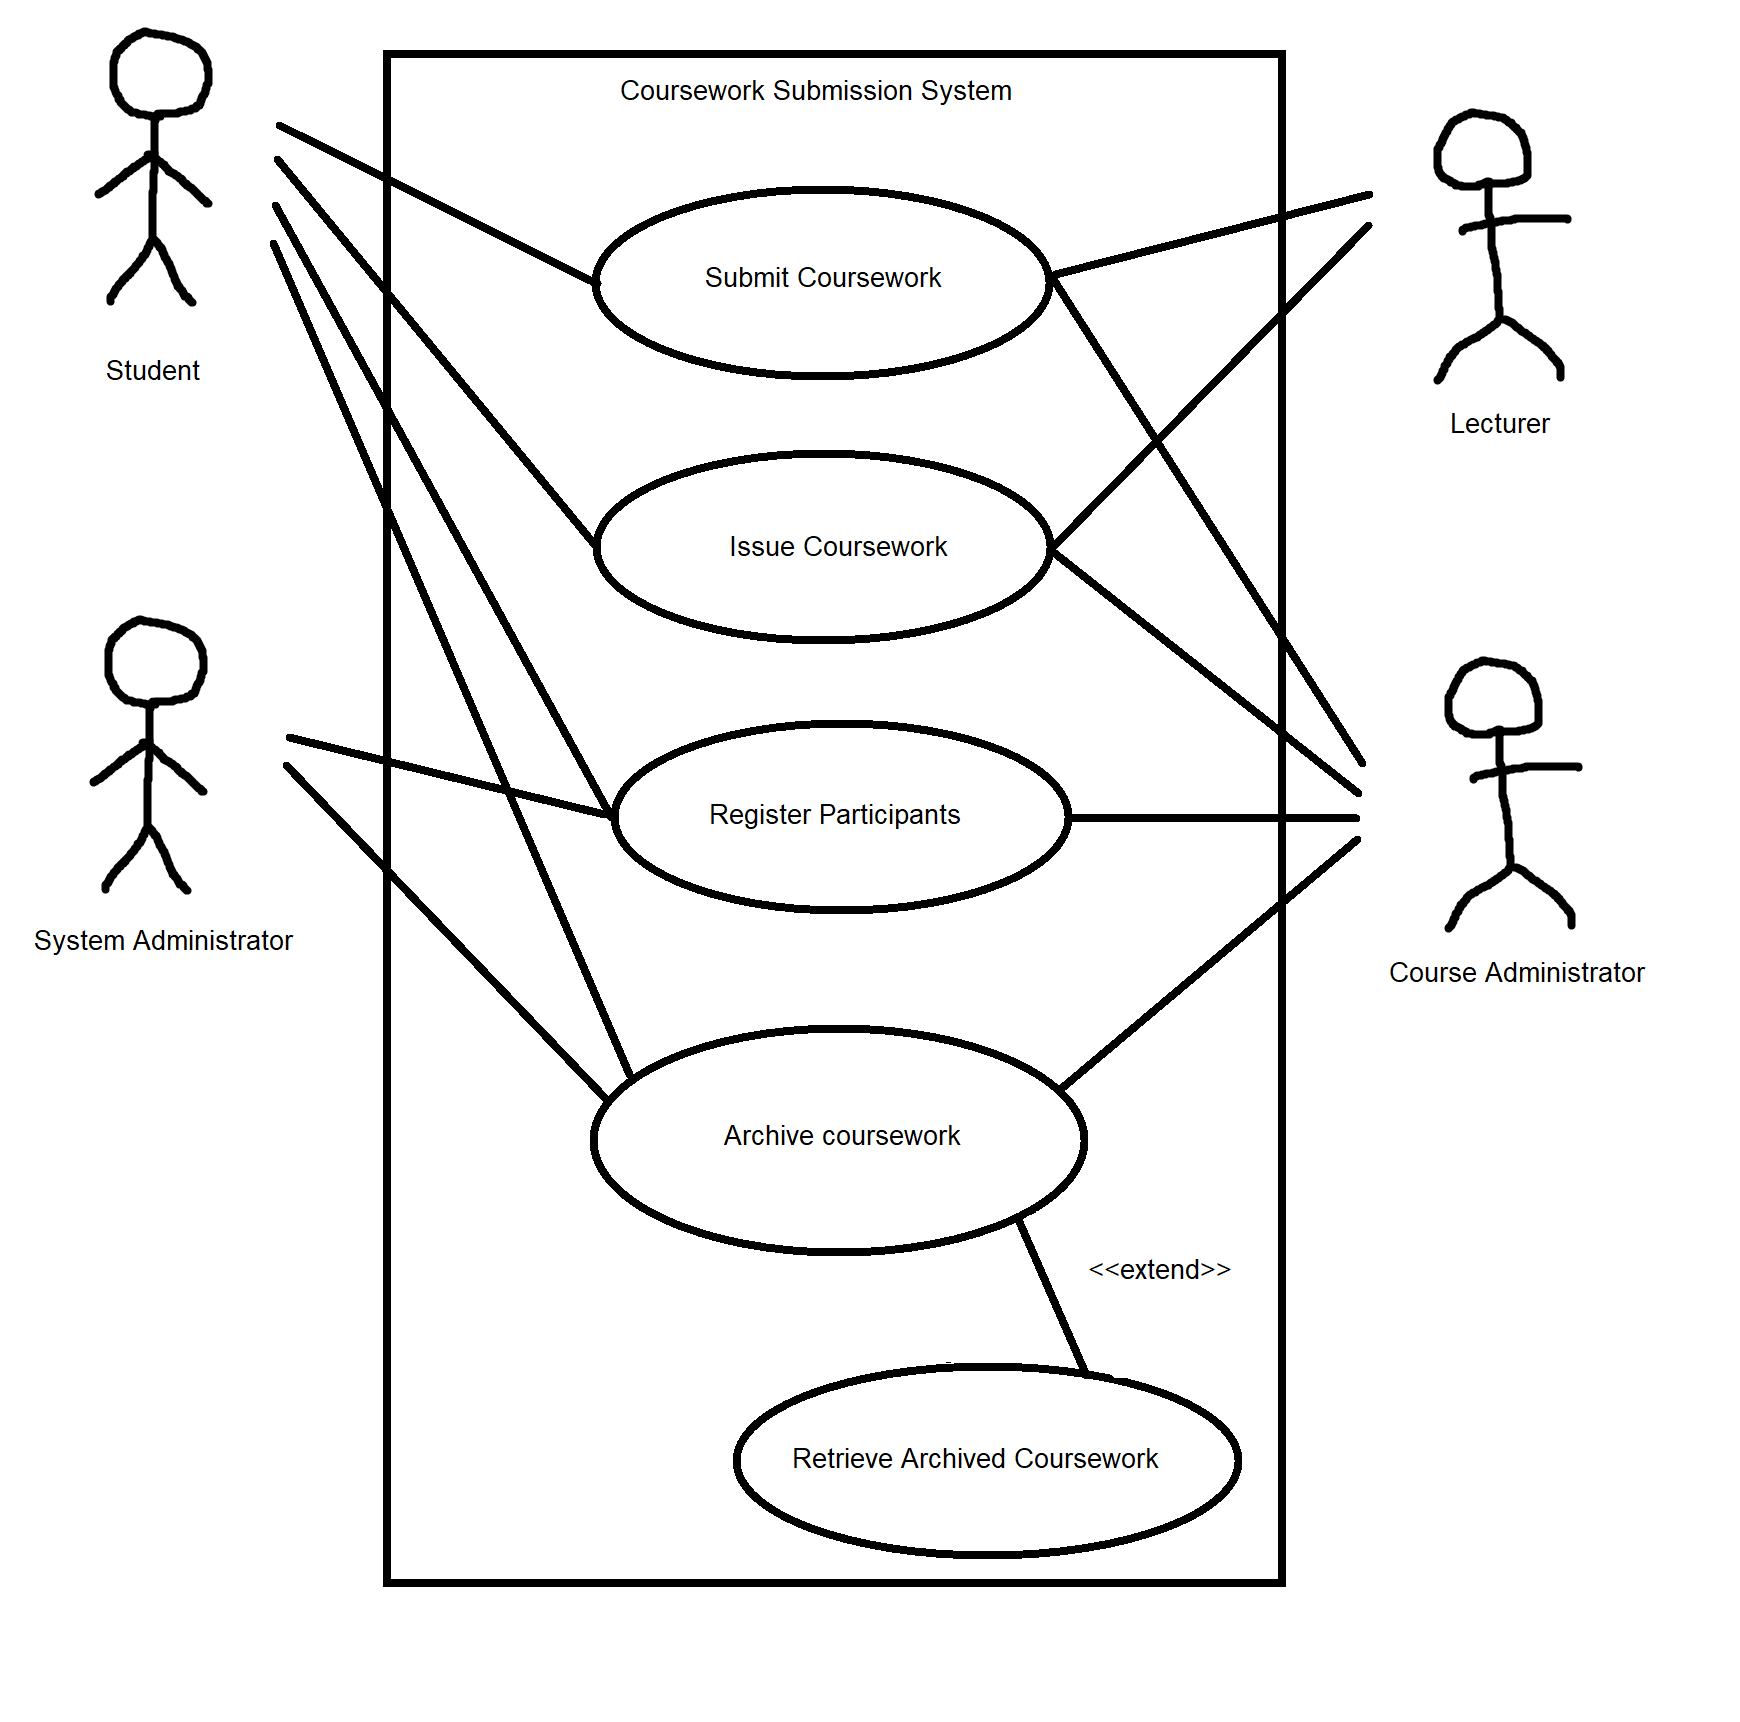 Coursework Submission System
Submit Coursework
Student
Lecturer
Issue Coursework
Register Participants
System Administrator
Course Administrator
Archive coursework
<<extend>>
Retrieve Archived Coursework